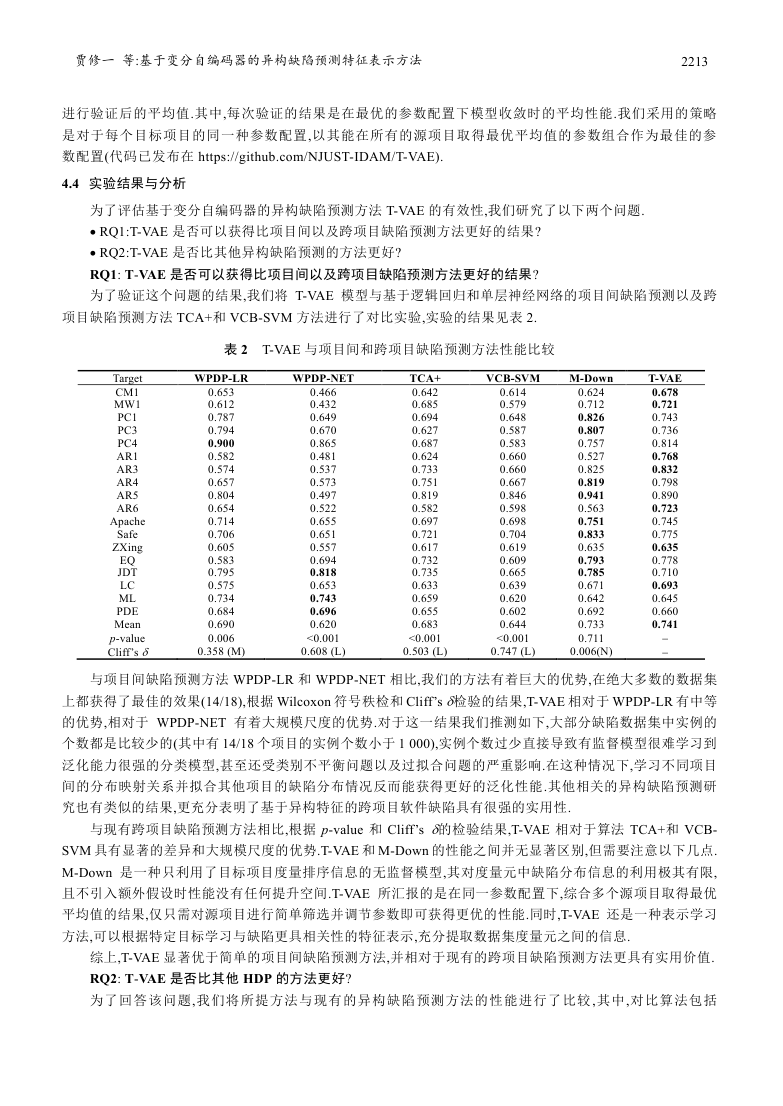 贾修一 等:基于变分自编码器的异构缺陷预测特征表示方法 2213
进行验证后的平均值.其中,每次验证的结果是在最优的参数配置下模型收敛时的平均性能.我们采用的策略
是对于每个目标项目的同一种参数配置,以其能在所有的源项目取得最优平均值的参数组合作为最佳的参
数配置(代码已发布在 https://github.com/NJUST-IDAM/T-VAE).
4.4 实验结果与分析
为了评估基于变分自编码器的异构缺陷预测方法 T-VAE 的有效性,我们研究了以下两个问题.
• RQ1:T-VAE 是否可以获得比项目间以及跨项目缺陷预测方法更好的结果?
• RQ2:T-VAE 是否比其他异构缺陷预测的方法更好?
RQ1: T-VAE 是否可以获得比项目间以及跨项目缺陷预测方法更好的结果?
为了验证这个问题的结果,我们将 T-VAE 模型与基于逻辑回归和单层神经网络的项目间缺陷预测以及跨
项目缺陷预测方法 TCA+和 VCB-SVM 方法进行了对比实验,实验的结果见表 2.
表 2 T-VAE 与项目间和跨项目缺陷预测方法性能比较
Target WPDP-LR WPDP-NET TCA+ VCB-SVM M-Down T-VAE
CM1 0.653 0.466 0.642 0.614 0.624 0.678
MW1 0.612 0.432 0.685 0.579 0.712 0.721
PC1 0.787 0.649 0.694 0.648 0.826 0.743
PC3 0.794 0.670 0.627 0.587 0.807 0.736
PC4 0.900 0.865 0.687 0.583 0.757 0.814
AR1 0.582 0.481 0.624 0.660 0.527 0.768
AR3 0.574 0.537 0.733 0.660 0.825 0.832
AR4 0.657 0.573 0.751 0.667 0.819 0.798
AR5 0.804 0.497 0.819 0.846 0.941 0.890
AR6 0.654 0.522 0.582 0.598 0.563 0.723
Apache 0.714 0.655 0.697 0.698 0.751 0.745
Safe 0.706 0.651 0.721 0.704 0.833 0.775
ZXing 0.605 0.557 0.617 0.619 0.635 0.635
EQ 0.583 0.694 0.732 0.609 0.793 0.778
JDT 0.795 0.818 0.735 0.665 0.785 0.710
LC 0.575 0.653 0.633 0.639 0.671 0.693
ML 0.734 0.743 0.659 0.620 0.642 0.645
PDE 0.684 0.696 0.655 0.602 0.692 0.660
Mean 0.690 0.620 0.683 0.644 0.733 0.741
p-value 0.006 <0.001 <0.001 <0.001 0.711 –
Cliff's δ 0.358 (M) 0.608 (L) 0.503 (L) 0.747 (L) 0.006(N) –
与项目间缺陷预测方法 WPDP-LR 和 WPDP-NET 相比,我们的方法有着巨大的优势,在绝大多数的数据集
上都获得了最佳的效果(14/18),根据 Wilcoxon 符号秩检和 Cliff's δ检验的结果,T-VAE 相对于 WPDP-LR 有中等
的优势,相对于 WPDP-NET 有着大规模尺度的优势.对于这一结果我们推测如下,大部分缺陷数据集中实例的
个数都是比较少的(其中有 14/18 个项目的实例个数小于 1 000),实例个数过少直接导致有监督模型很难学习到
泛化能力很强的分类模型,甚至还受类别不平衡问题以及过拟合问题的严重影响.在这种情况下,学习不同项目
间的分布映射关系并拟合其他项目的缺陷分布情况反而能获得更好的泛化性能.其他相关的异构缺陷预测研
究也有类似的结果,更充分表明了基于异构特征的跨项目软件缺陷具有很强的实用性.
与现有跨项目缺陷预测方法相比,根据 p-value 和 Cliff's δ的检验结果,T-VAE 相对于算法 TCA+和 VCB-
SVM 具有显著的差异和大规模尺度的优势.T-VAE 和 M-Down 的性能之间并无显著区别,但需要注意以下几点.
M-Down 是一种只利用了目标项目度量排序信息的无监督模型,其对度量元中缺陷分布信息的利用极其有限,
且不引入额外假设时性能没有任何提升空间.T-VAE 所汇报的是在同一参数配置下,综合多个源项目取得最优
平均值的结果,仅只需对源项目进行简单筛选并调节参数即可获得更优的性能.同时,T-VAE 还是一种表示学习
方法,可以根据特定目标学习与缺陷更具相关性的特征表示,充分提取数据集度量元之间的信息.
综上,T-VAE 显著优于简单的项目间缺陷预测方法,并相对于现有的跨项目缺陷预测方法更具有实用价值.
RQ2: T-VAE 是否比其他 HDP 的方法更好?
为了回答该问题,我们将所提方法与现有的异构缺陷预测方法的性能进行了比较,其中,对比算法包括